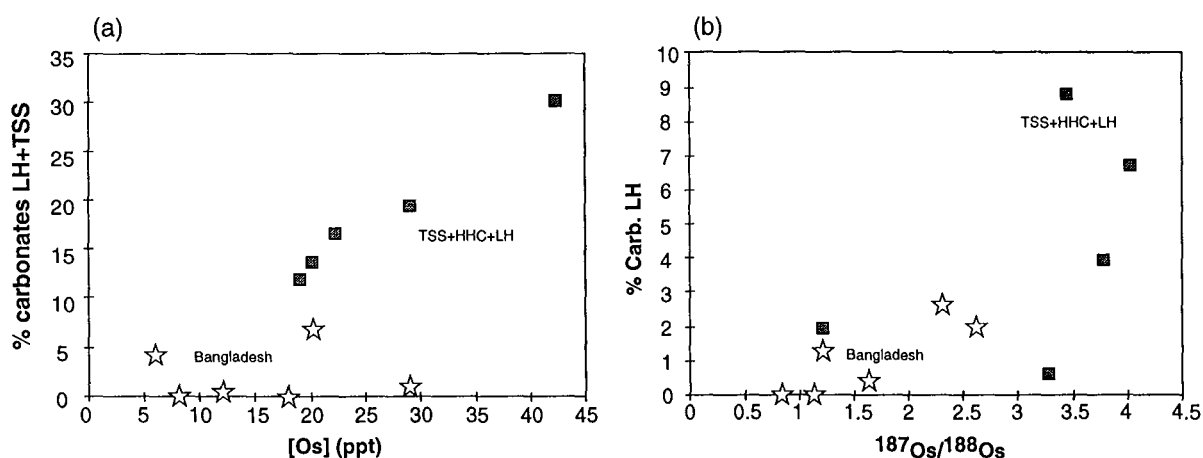 (a)
35
30
25
20
15
10
5
0
% carbonates LH+TSS
TSS+HHC+LH
Bangladesh
0 5 10 15 20 25 30 35 40 45
[Os] (ppt)
(b)
10
9
8
7
6
5
4
3
2
1
0
% Carb. LH
TSS+HHC+LH
Bangladesh
0 0.5 1 1.5 2 2.5 3 3.5 4 4.5
187Os/188Os